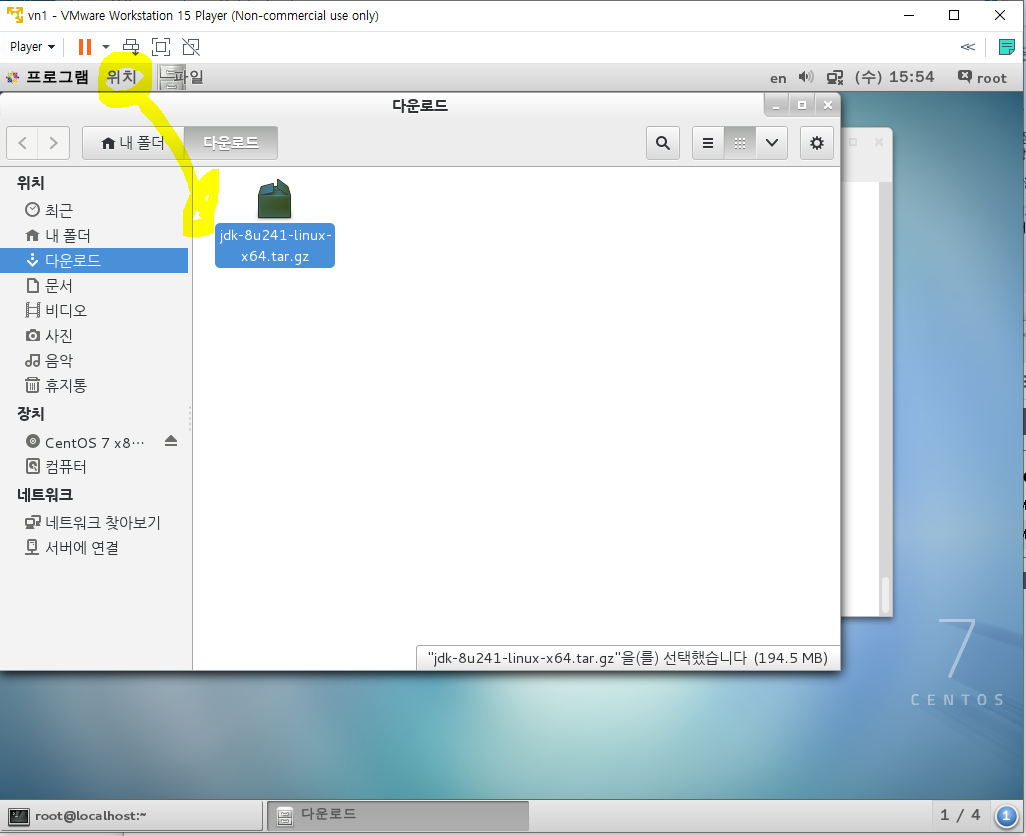 vn1 - VMware Workstation 15 Player (Non-commercial use only)
Player
프로그램 위치 파일 en (수) 15:54 root
다운로드
내 폴더 다운로드
위치
최근
내 폴더
다운로드
문서
비디오
사진
음악
휴지통
장치
CentOS 7 x8···
컴퓨터
네트워크
네트워크 찾아보기
서버에 연결
jdk-8u241-linux-
x64.tar.gz
"jdk-8u241-linux-x64.tar.gz"을(를) 선택했습니다 (194.5 MB)
7
CENTOS
root@localhost:~ 다운로드 1 / 4 1